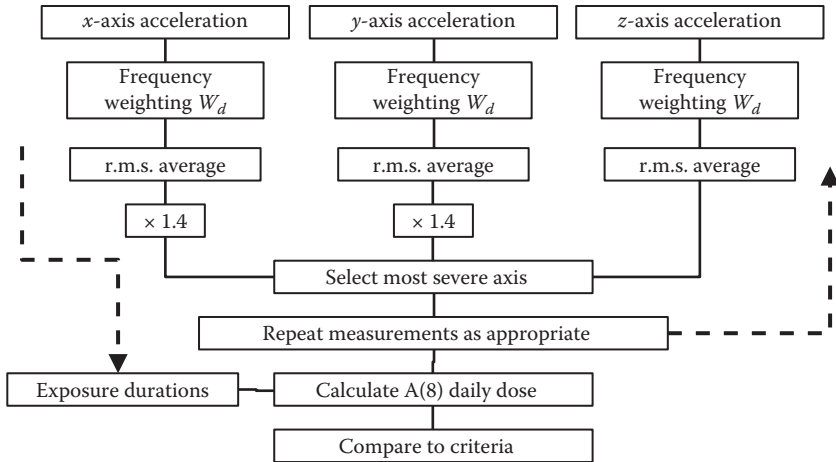 x-axis acceleration
y-axis acceleration
z-axis acceleration
Frequency
weighting Wd
Frequency
weighting Wd
Frequency
weighting Wd
r.m.s. average
r.m.s. average
r.m.s. average
× 1.4
× 1.4
Select most severe axis
Repeat measurements as appropriate
Exposure durations
Calculate A(8) daily dose
Compare to criteria